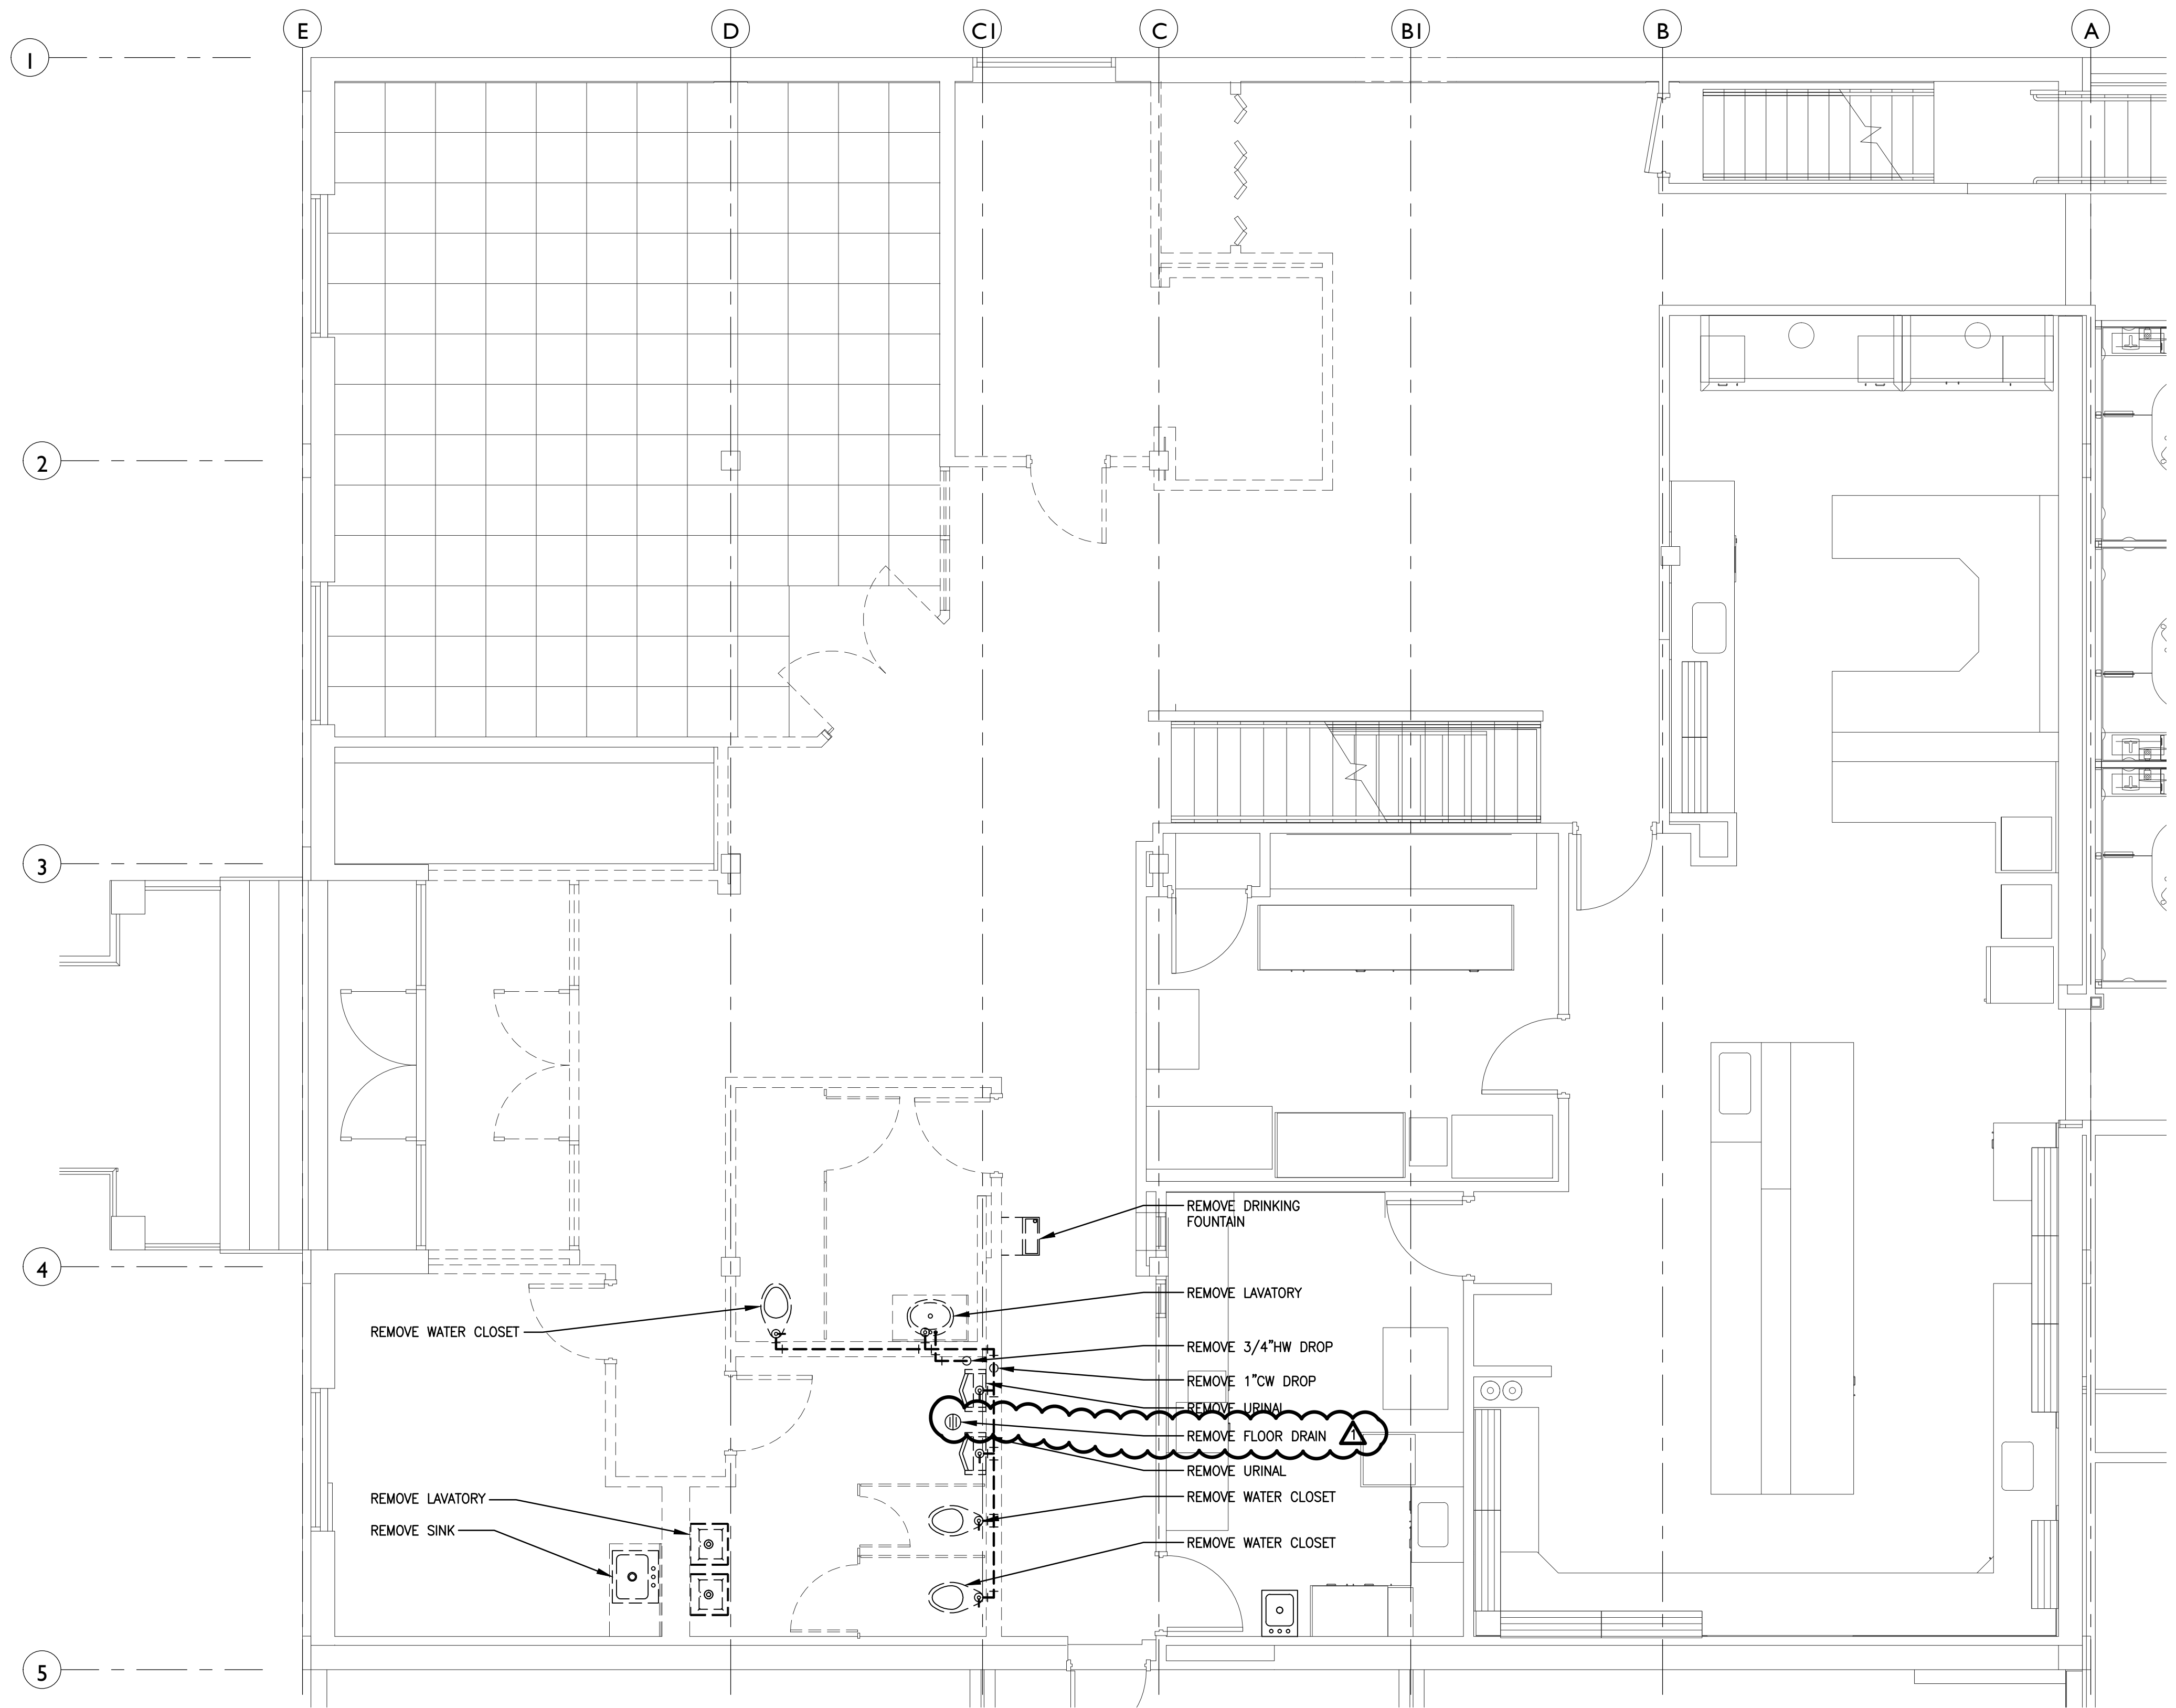 E
D
C1
C
B1
B
A
1
2
3
4
5
REMOVE DRINKING
FOUNTAIN
REMOVE LAVATORY
REMOVE WATER CLOSET
REMOVE 3/4"HW DROP
REMOVE 1"CW DROP
REMOVE URINAL
REMOVE FLOOR DRAIN
1
REMOVE URINAL
REMOVE WATER CLOSET
REMOVE LAVATORY
REMOVE SINK
REMOVE WATER CLOSET